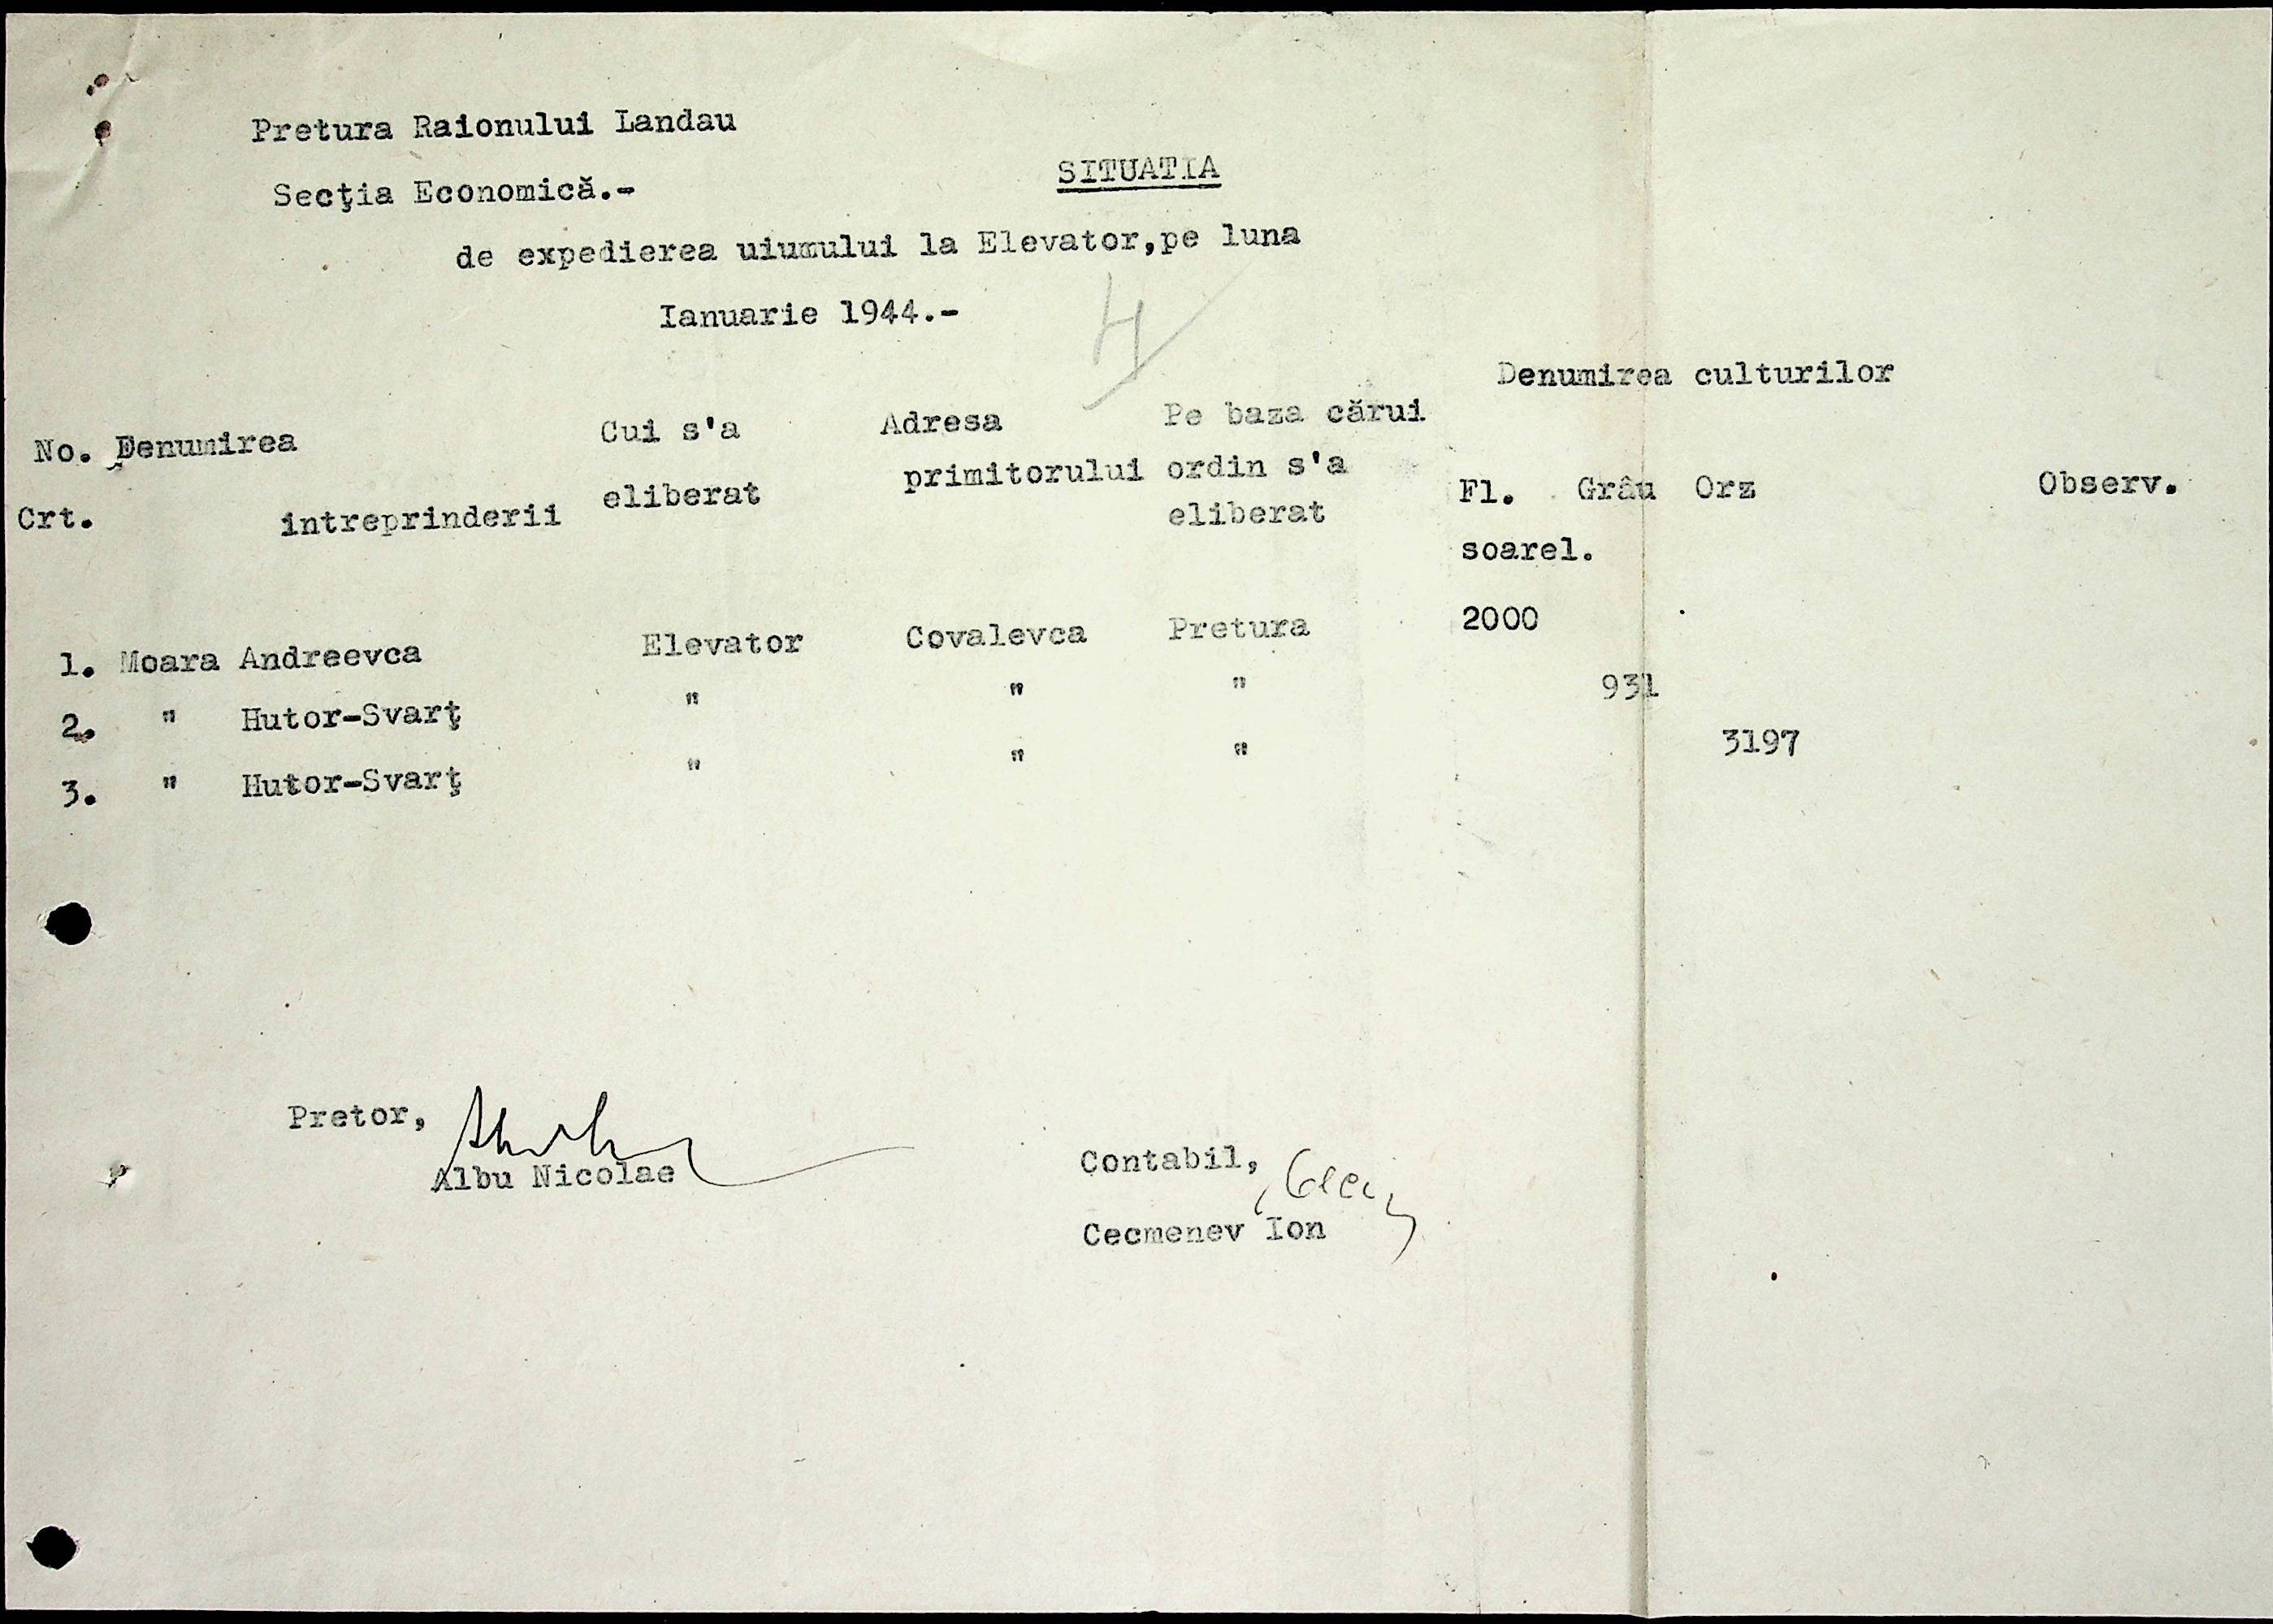 Pretura Raionului Landau
Secţia Economică.-
SITUATIA
de expedierea uiumului la Elevator,pe luna
Ianuarie 1944.-
4
Denumirea culturilor
No. Denumirea Cui s'a Adresa Pe baza cărui
Crt. intreprinderii eliberat primitorului ordin s'a Fl. Grâu Orz Observ.
eliberat
soarel.
1. Moara Andreevca Elevator Covalevca Pretura 2000
2. " Hutor-Svarţ " " " 931
3. " Hutor-Svarţ " " " 3197
Pretor,
Albu Nicolae
Contabil,
Cecmenev Ion